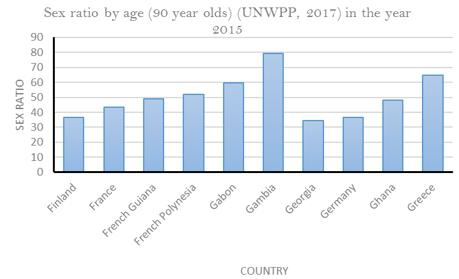 Sex ratio by age (90 year olds) (UNWPP, 2017) in the year
2015
90
80
70
60
50
40
30
20
10
0
SEX RATIO
Finland
France
French Guiana
French Polynesia
Gabon
Gambia
Georgia
Germany
Ghana
Greece
COUNTRY